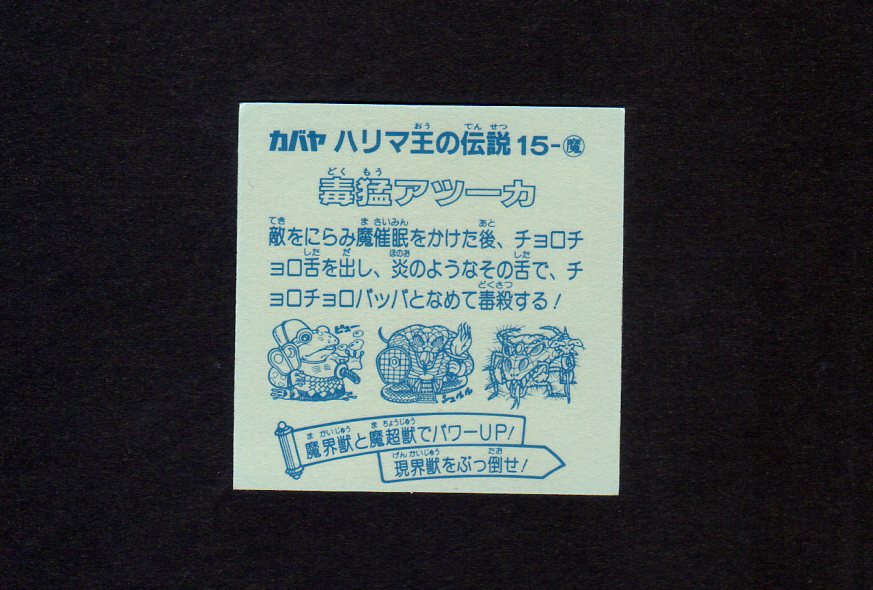 カバヤ ハリマ王の伝説 15-魔
毒猛アツーカ
敵をにらみ魔催眠をかけた後、チョロチ
ョロ舌を出し、炎のようなその舌で、チ
ョロチョロパッパとなめて毒殺する!
ピュー
シュルル
魔界獣と魔超獣でパワーUP!
現界獣をぶっ倒せ!